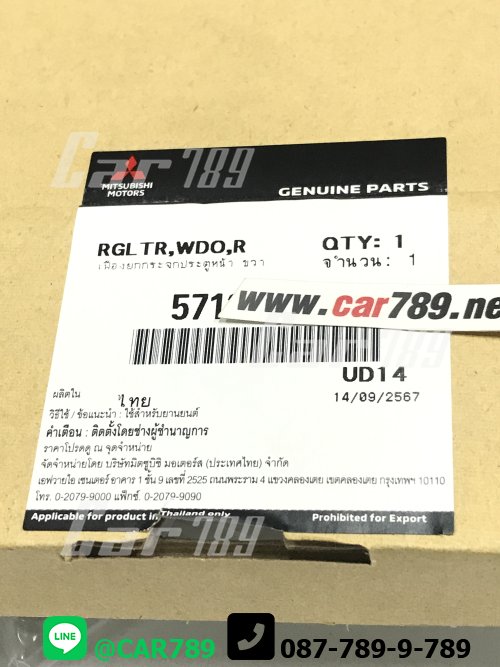 Car 789
MITSUBISHI
MOTORS
GENUINE PARTS
RGLTR,WDO,R
QTY: 1
เฟืองยกกระจกประตูหน้า ขวา
จำนวน: 1
www.car789.ne
UD14
ผลิตใน
ไทย
14/09/2567
วิธีใช้ / ข้อแนะนำ : ใช้สำหรับยานยนต์
คำเตือน : ติดตั้งโดยช่างผู้ชำนาญการ
ราคาโปรดดู ณ จุดจำหน่าย
จัดจำหน่ายโดย บริษัทมิตซูบิชิ มอเตอร์ส (ประเทศไทย) จำกัด
เอฟวายไอ เซนเตอร์ อาคาร 1 ชั้น 9 เลขที่ 2525 ถนนพระราม 4 แขวงคลองเตย เขตคลองเตย กรุงเทพฯ 10110
โทร. 0-2079-9000 แฟ็กซ์. 0-2079-9090
Applicable for product in Thailand only
Prohibited for Export
Car 789
LINE
@CAR789
087-789-9-789